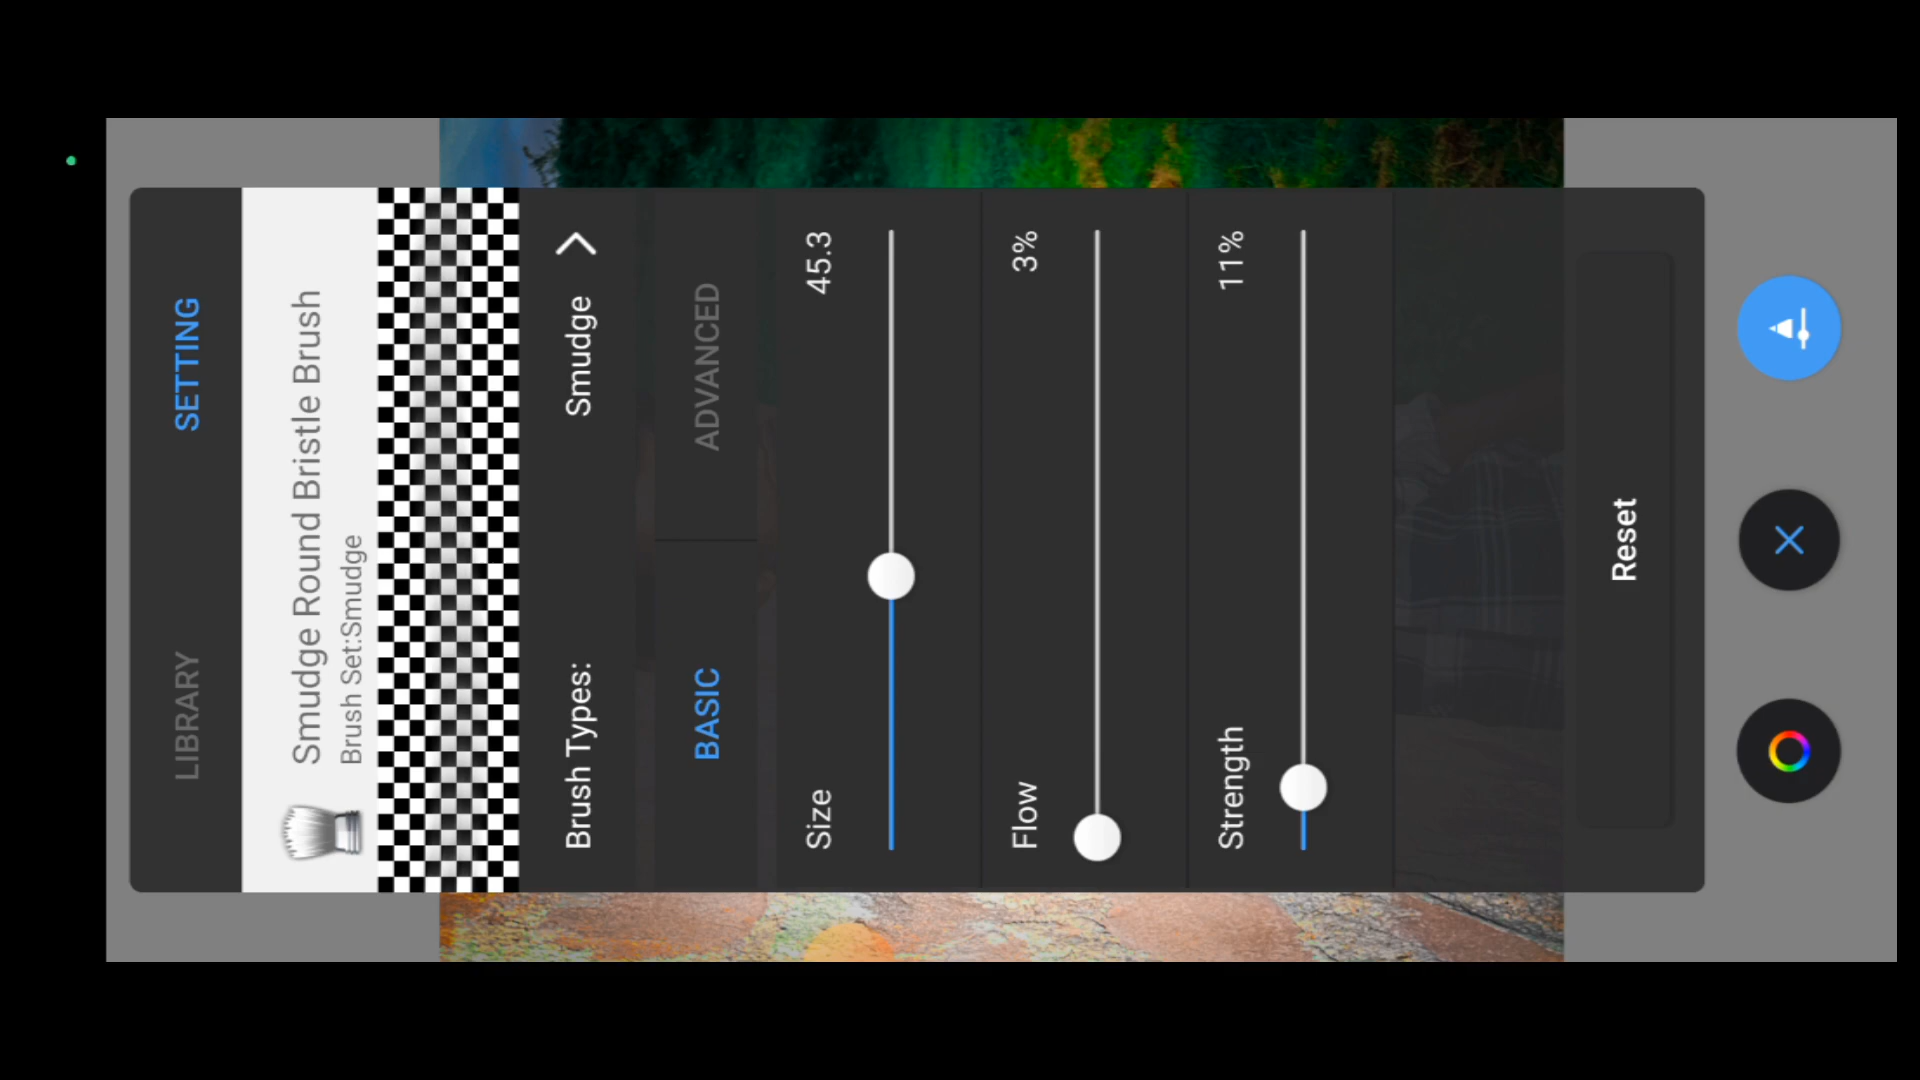 LIBRARY SETTING
Smudge Round Bristle Brush
Brush Set:Smudge
Brush Types: Smudge
BASIC ADVANCED
Size 45.3
Flow 3%
Strength 11%
Reset